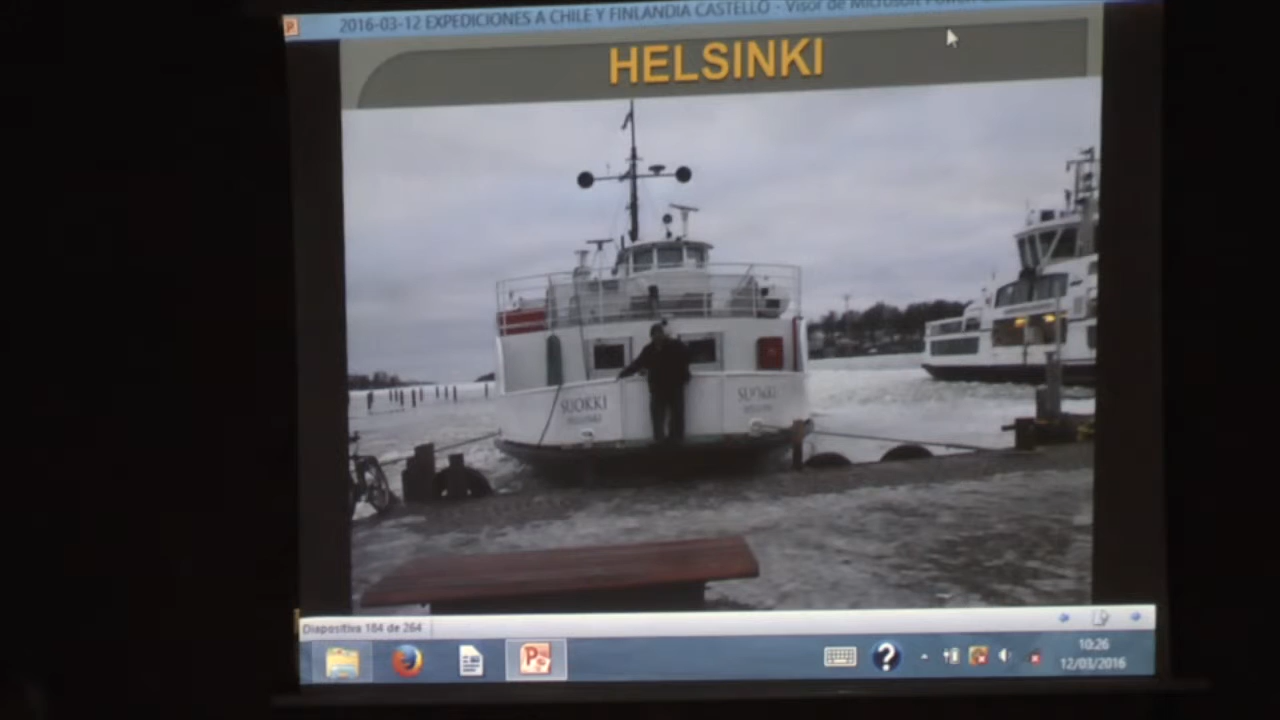 2016-03-12 EXPEDICIONES A CHILE Y FINLANDIA CASTELLO - Visor de Microsoft
HELSINKI
SUOKKI
SUOKKI
Diapositiva 184 de 264
10:26
12/03/2016